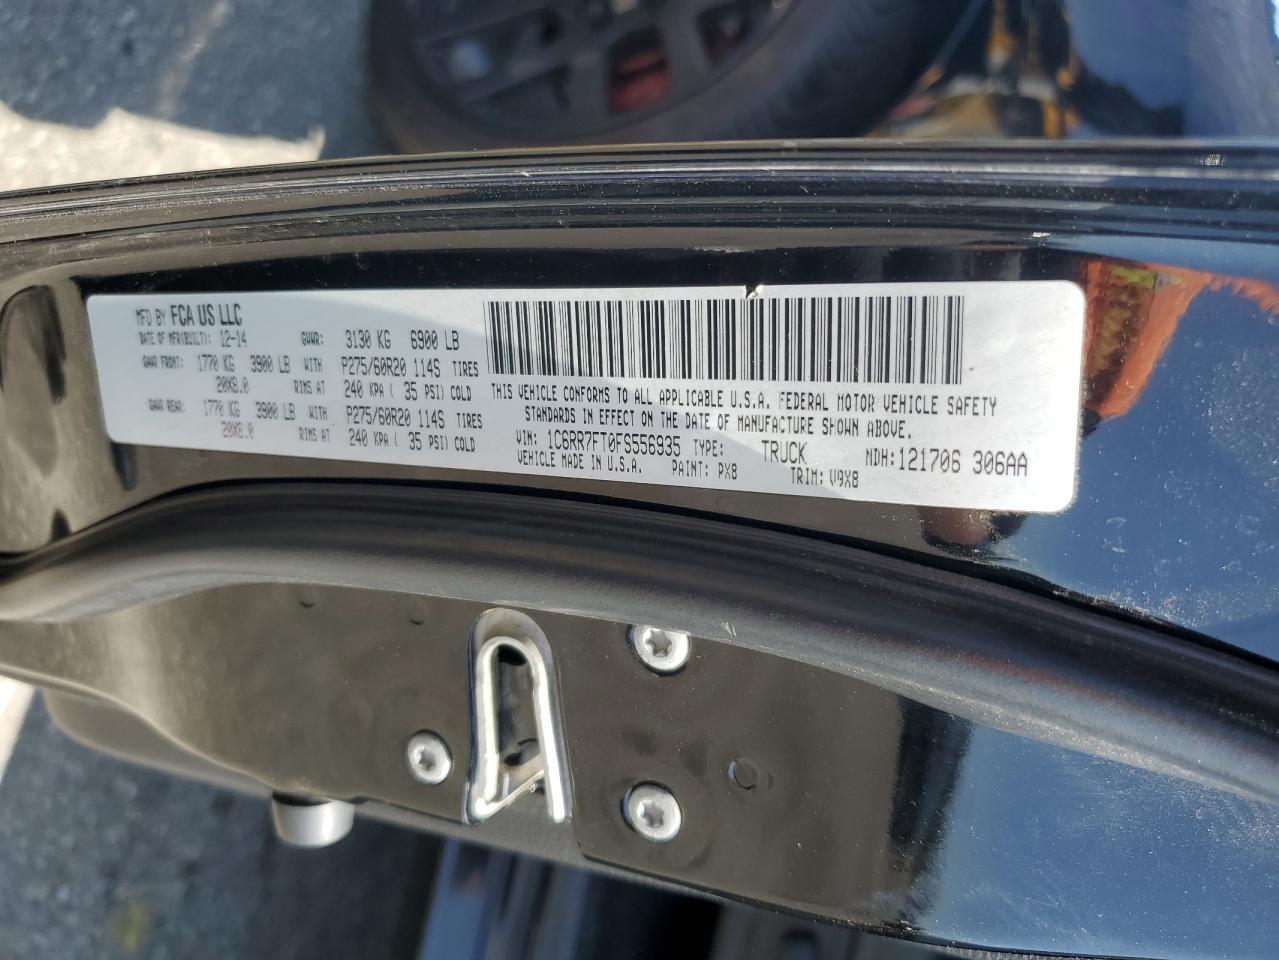 MFD BY FCA US LLC
DATE OF MFR(BUILT): 12-14 GVWR: 3130 KG 6900 LB
GAWR FRONT: 1770 KG 3900 LB WITH P275/60R20 114S TIRES
20X8.0 RIMS AT 240 KPA( 35 PSI) COLD
GAWR REAR: 1770 KG 3900 LB WITH P275/60R20 114S TIRES
20X8.0 RIMS AT 240 KPA( 35 PSI) COLD
THIS VEHICLE CONFORMS TO ALL APPLICABLE U.S.A. FEDERAL MOTOR VEHICLE SAFETY
STANDARDS IN EFFECT ON THE DATE OF MANUFACTURE SHOWN ABOVE.
VIN: 1C6RR7FT0FS556935 TYPE: TRUCK MDH:121706 306AA
VEHICLE MADE IN U.S.A. PAINT: PX8 TRIM: V9X8